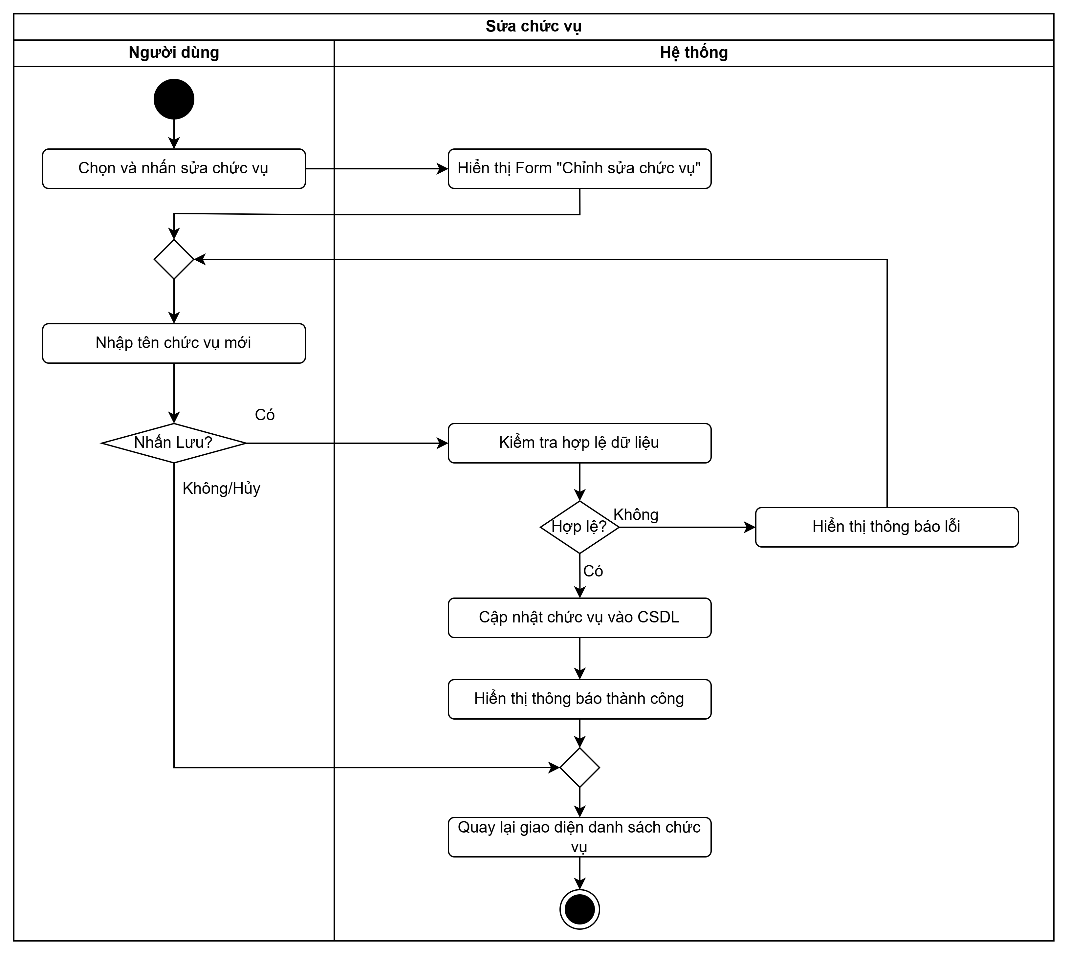 Sửa chức vụ
Người dùng
Hệ thống
Chọn và nhấn sửa chức vụ
Hiển thị Form "Chỉnh sửa chức vụ"
Nhập tên chức vụ mới
Có
Nhấn Lưu?
Kiểm tra hợp lệ dữ liệu
Không/Hủy
Không
Hợp lệ?
Hiển thị thông báo lỗi
Có
Cập nhật chức vụ vào CSDL
Hiển thị thông báo thành công
Quay lại giao diện danh sách chức
vụ